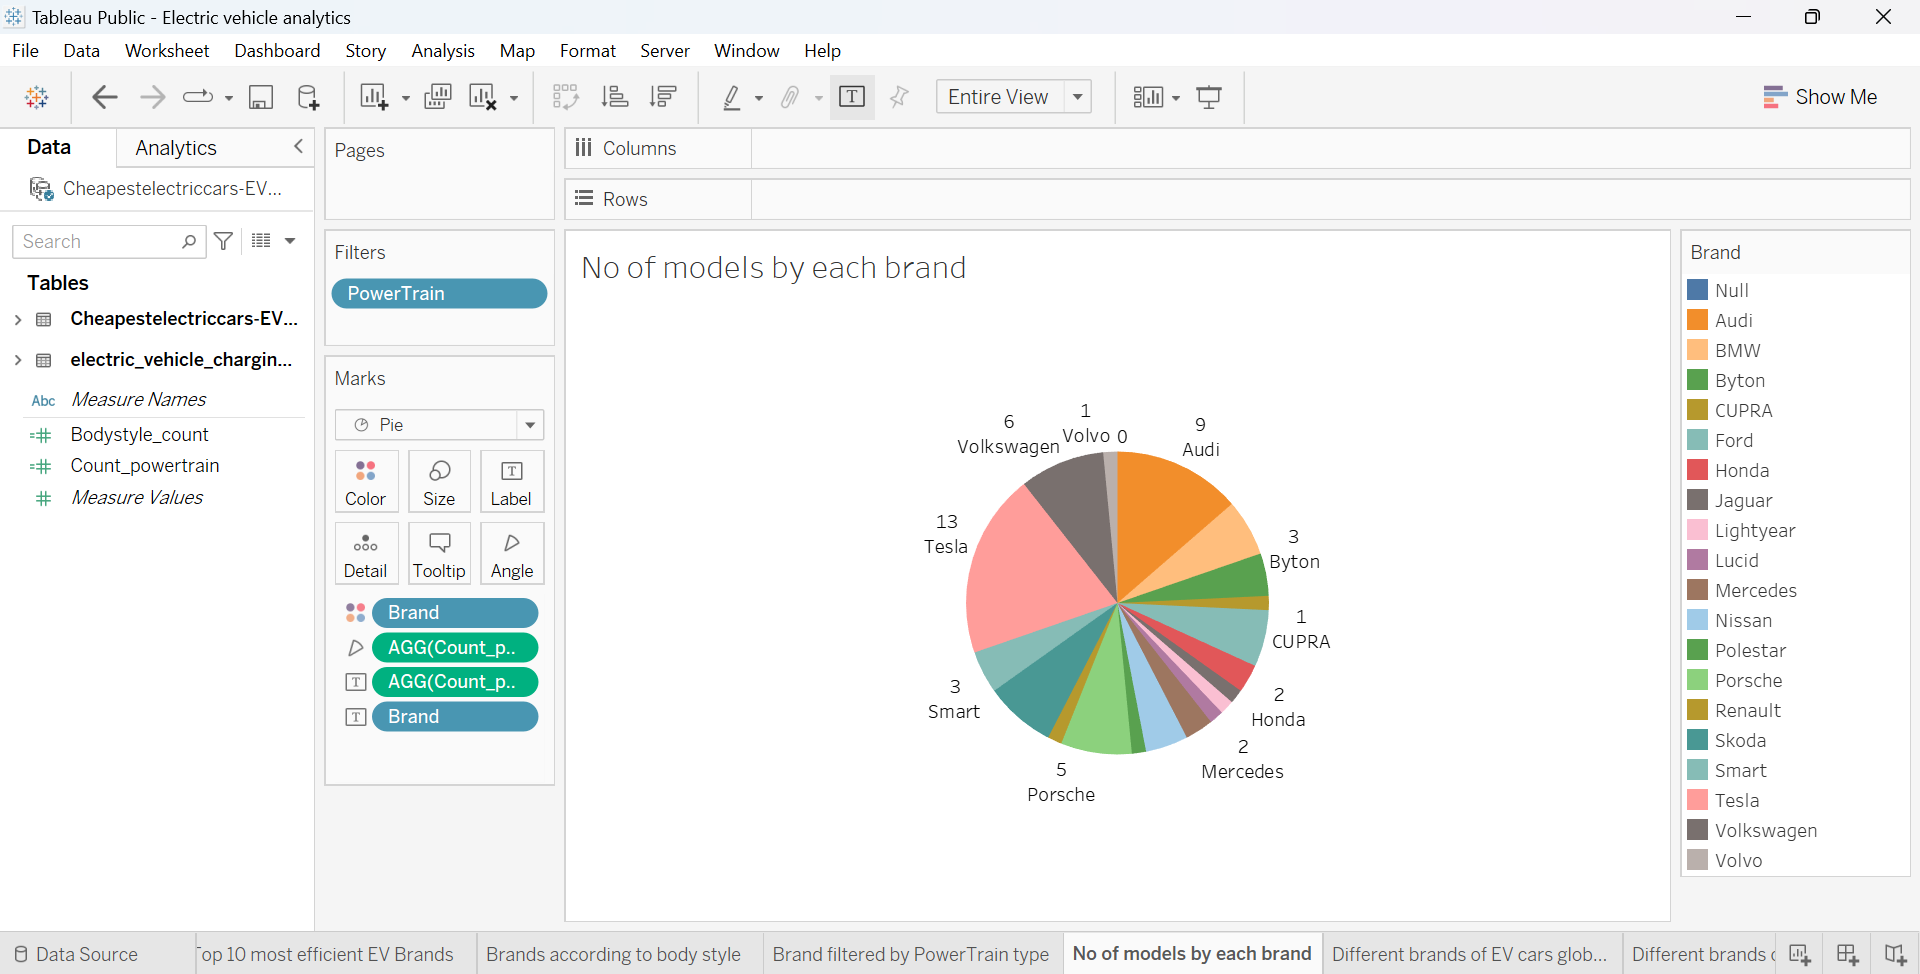 Tableau Public - Electric vehicle analytics
File Data Worksheet Dashboard Story Analysis Map Format Server Window Help
Entire View
Show Me
Data
Analytics
Cheapestelectriccars-EV...
Search
Tables
Cheapestelectriccars-EV...
electric_vehicle_chargin...
Abc Measure Names
Bodystyle_count
Count_powertrain
Measure Values
Pages
Filters
PowerTrain
Marks
Pie
Color Size Label
Detail Tooltip Angle
Brand
AGG(Count_p..
AGG(Count_p..
Brand
Columns
Rows
No of models by each brand
0
9
Audi
3
Byton
1
CUPRA
2
Honda
2
Mercedes
5
Porsche
3
Smart
13
Tesla
6
Volkswagen
1
Volvo
Brand
Null
Audi
BMW
Byton
CUPRA
Ford
Honda
Jaguar
Lightyear
Lucid
Mercedes
Nissan
Polestar
Porsche
Renault
Skoda
Smart
Tesla
Volkswagen
Volvo
Data Source
op 10 most efficient EV Brands
Brands according to body style
Brand filtered by PowerTrain type
No of models by each brand
Different brands of EV cars glob...
Different brands